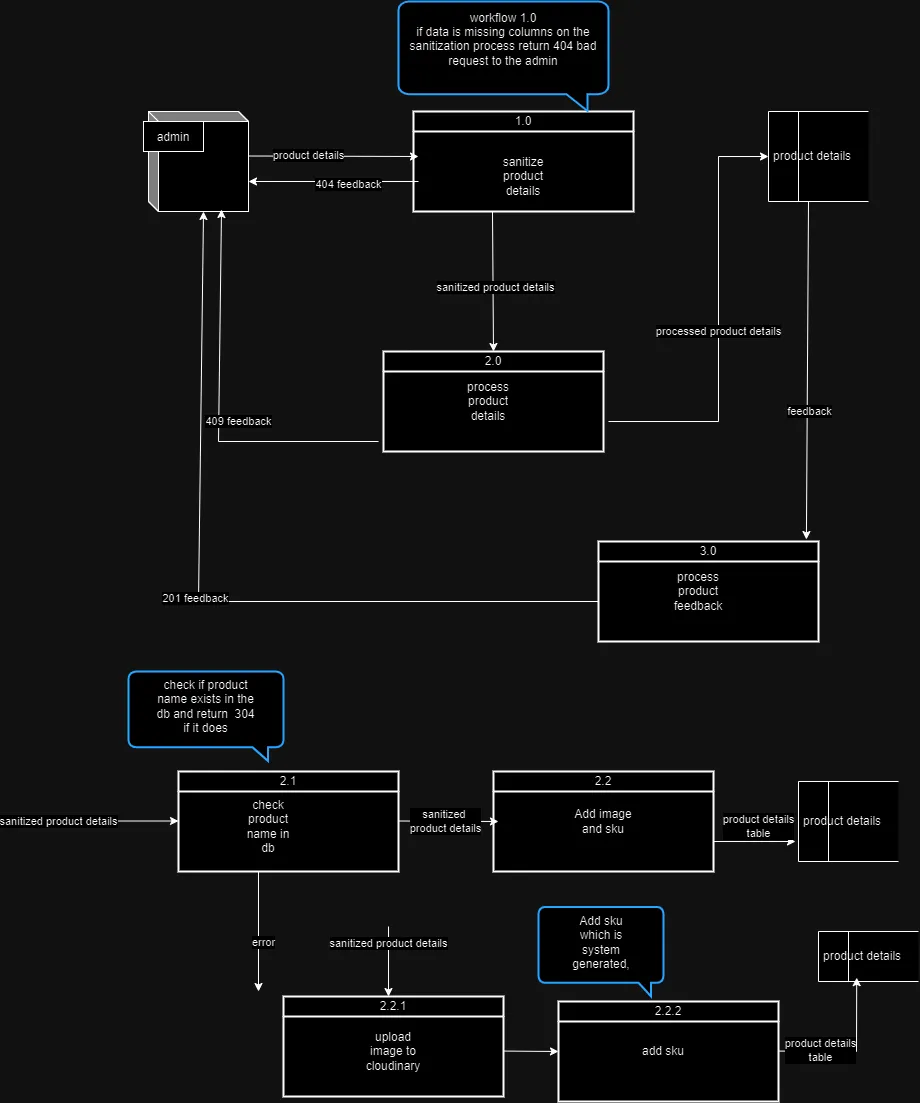 workflow 1.0
if data is missing columns on the
sanitization process return 404 bad
request to the admin
1.0
admin
product details
sanitize
product
details
product details
404 feedback
sanitized product details
processed product details
2.0
process
product
details
feedback
409 feedback
3.0
process
product
feedback
201 feedback
check if product
name exists in the
db and return  304
if it does
2.1
2.2
check
product
name in
db
Add image
and sku
sanitized product details
sanitized
product details
product details
table
product details
Add sku
which is
system
generated,
error
sanitized product details
product details
2.2.1
2.2.2
upload
image to
cloudinary
add sku
product details
table